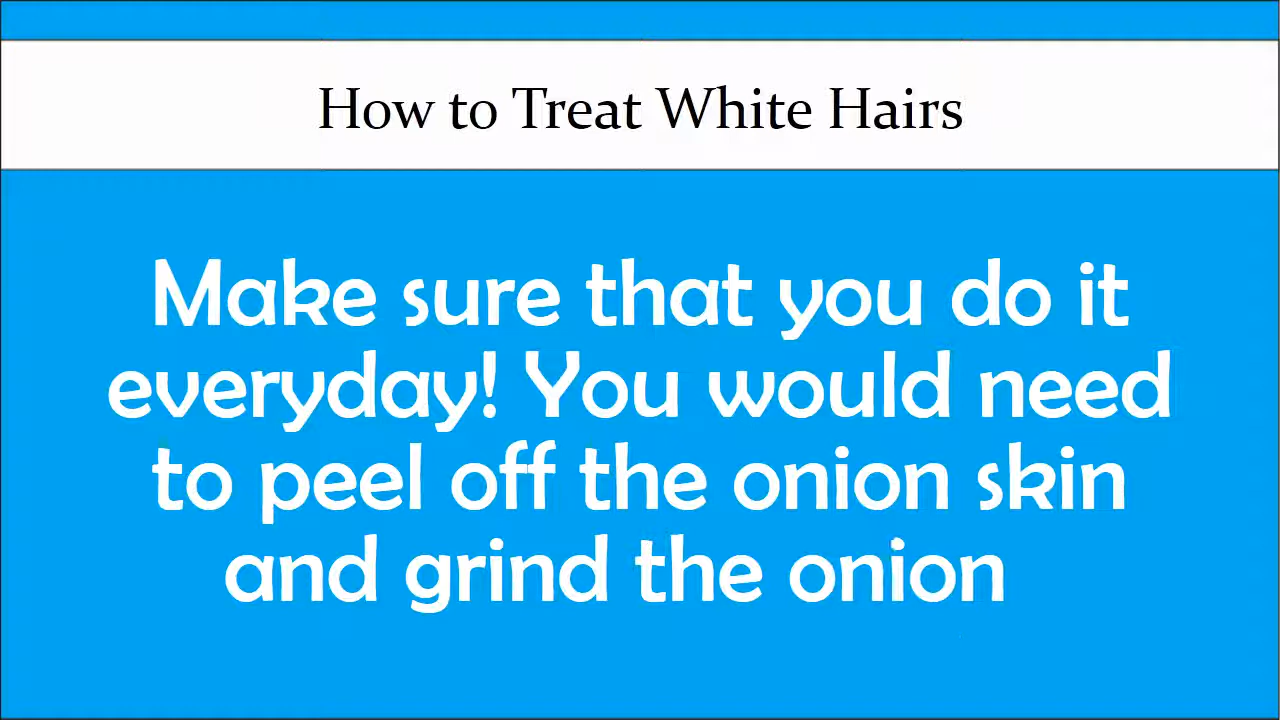 How to Treat White Hairs
Make sure that you do it
everyday! You would need
to peel off the onion skin
and grind the onion